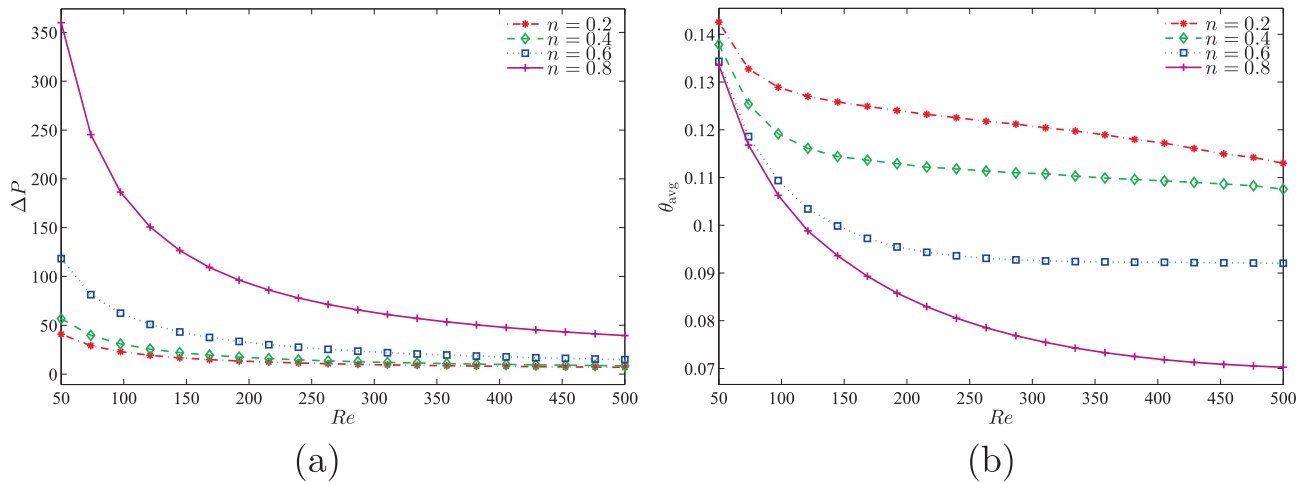 350
300
250
200
150
100
50
0
ΔP
50 100 150 200 250 300 350 400 450 500
Re
n = 0.2
n = 0.4
n = 0.6
n = 0.8
(a)
0.14
0.13
0.12
0.11
0.1
0.09
0.08
0.07
θavg
50 100 150 200 250 300 350 400 450 500
Re
n = 0.2
n = 0.4
n = 0.6
n = 0.8
(b)